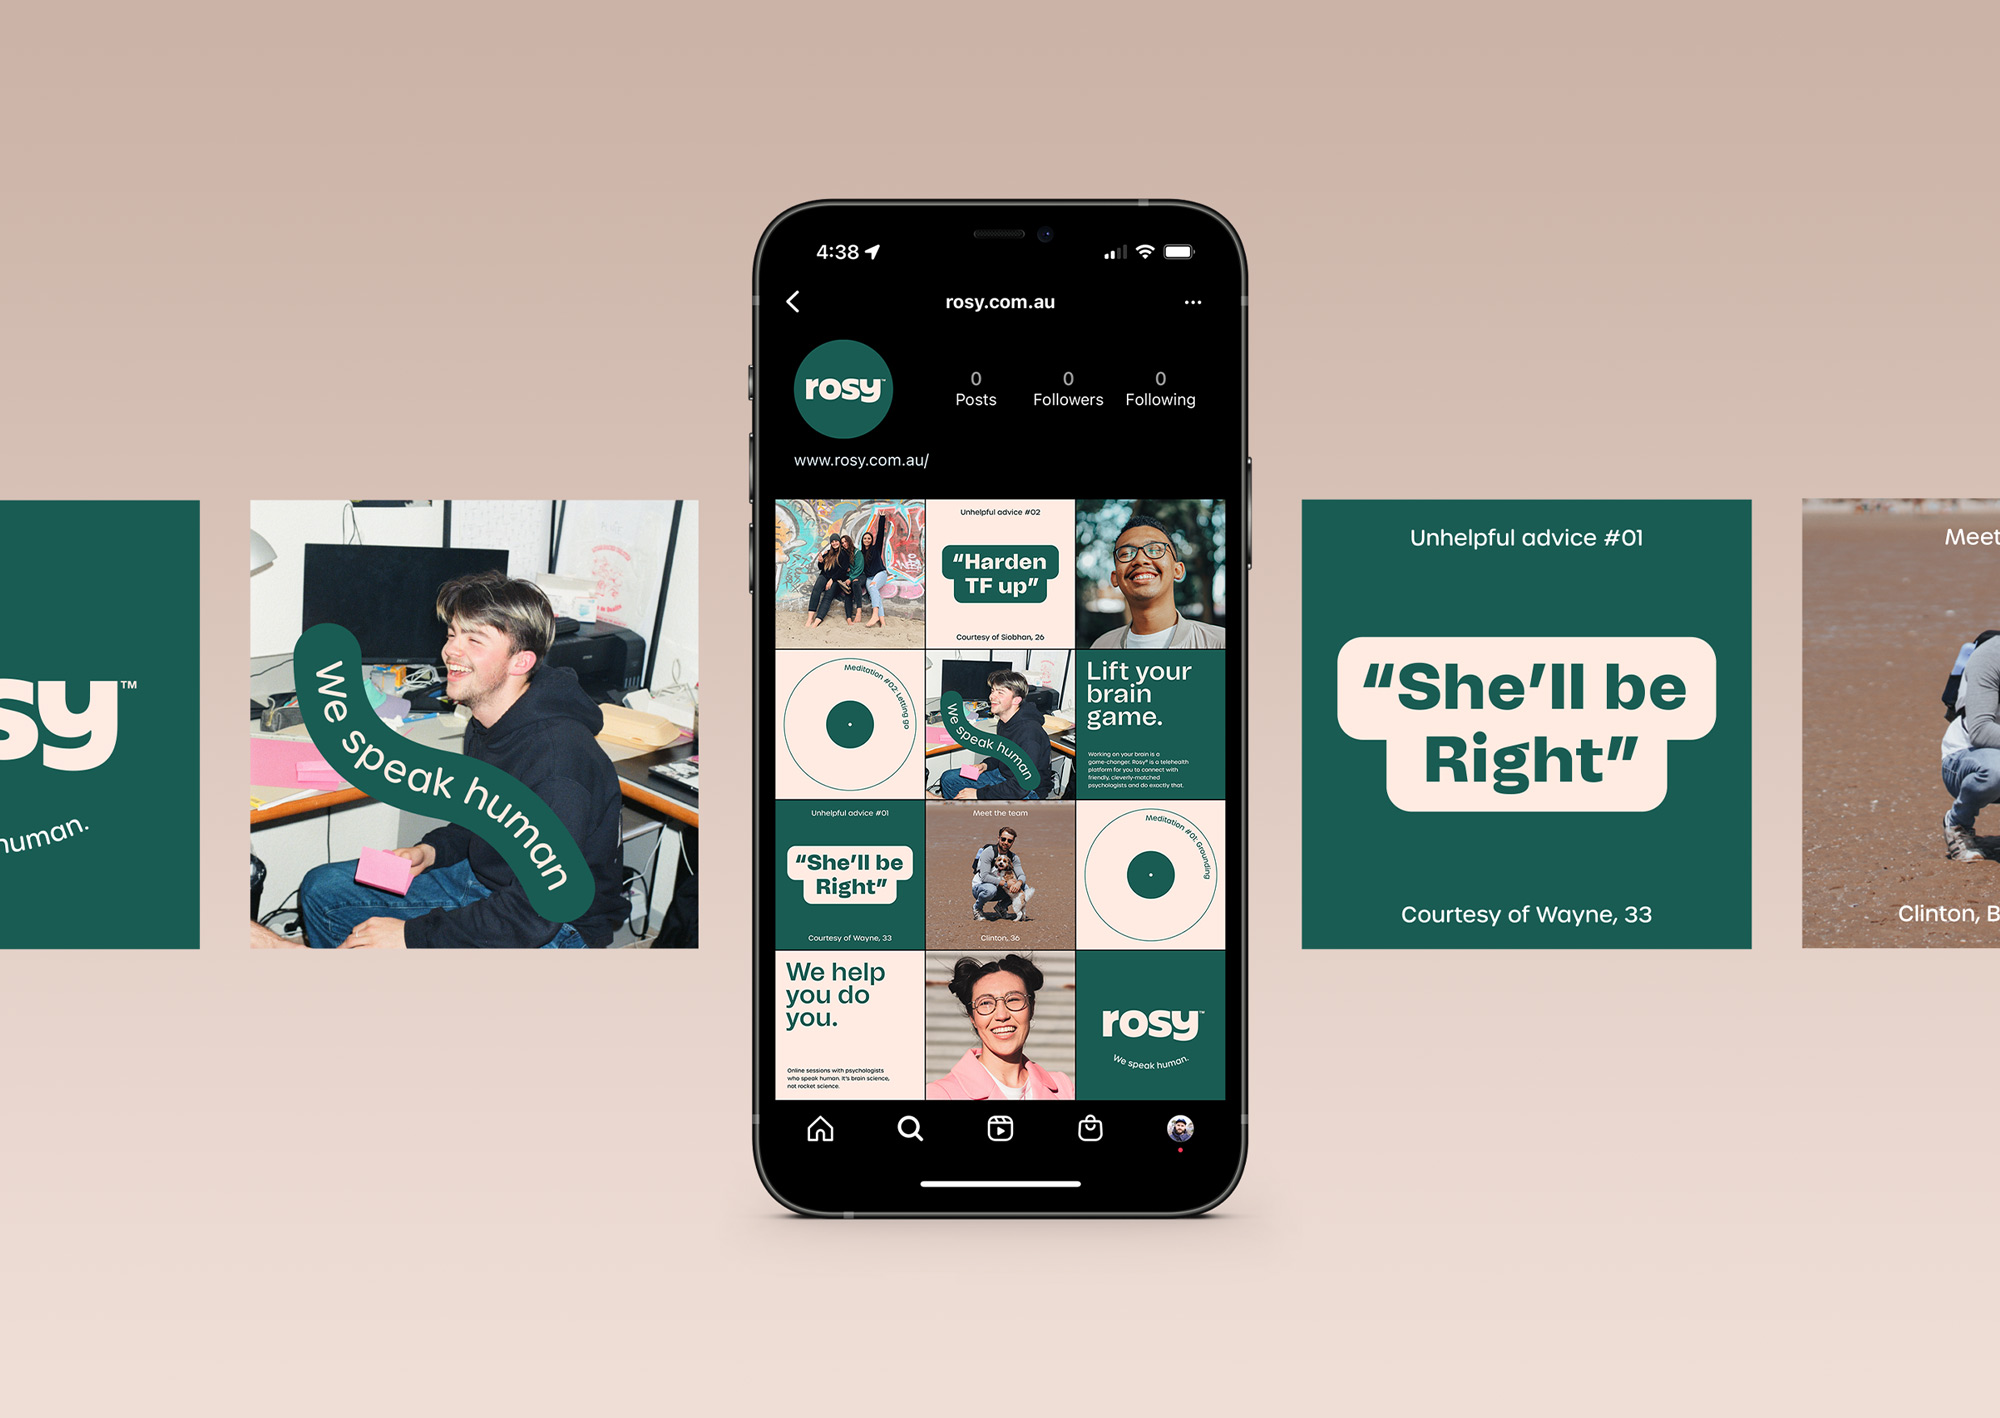 sy™
human.
We speak human
4:38
rosy.com.au
rosy™
0
Posts
0
Followers
0
Following
www.rosy.com.au/
Unhelpful advice #02
“Harden
TF up”
Courtesy of Siobhan, 26
Meditation #02: Letting go
We speak human
Lift your
brain
game.
Working on your brain is a
game-changer. Rosy® is a telehealth
platform for you to connect with
friendly, cleverly-matched
psychologists and do exactly that.
Unhelpful advice #01
“She’ll be
Right”
Courtesy of Wayne, 33
Meet the team
Clinton, 36
Meditation #01: Grounding
We help
you do
you.
Online sessions with psychologists
who speak human. It’s brain science,
not rocket science.
rosy™
We speak human.
Unhelpful advice #01
“She’ll be
Right”
Courtesy of Wayne, 33
Meet
Clinton,